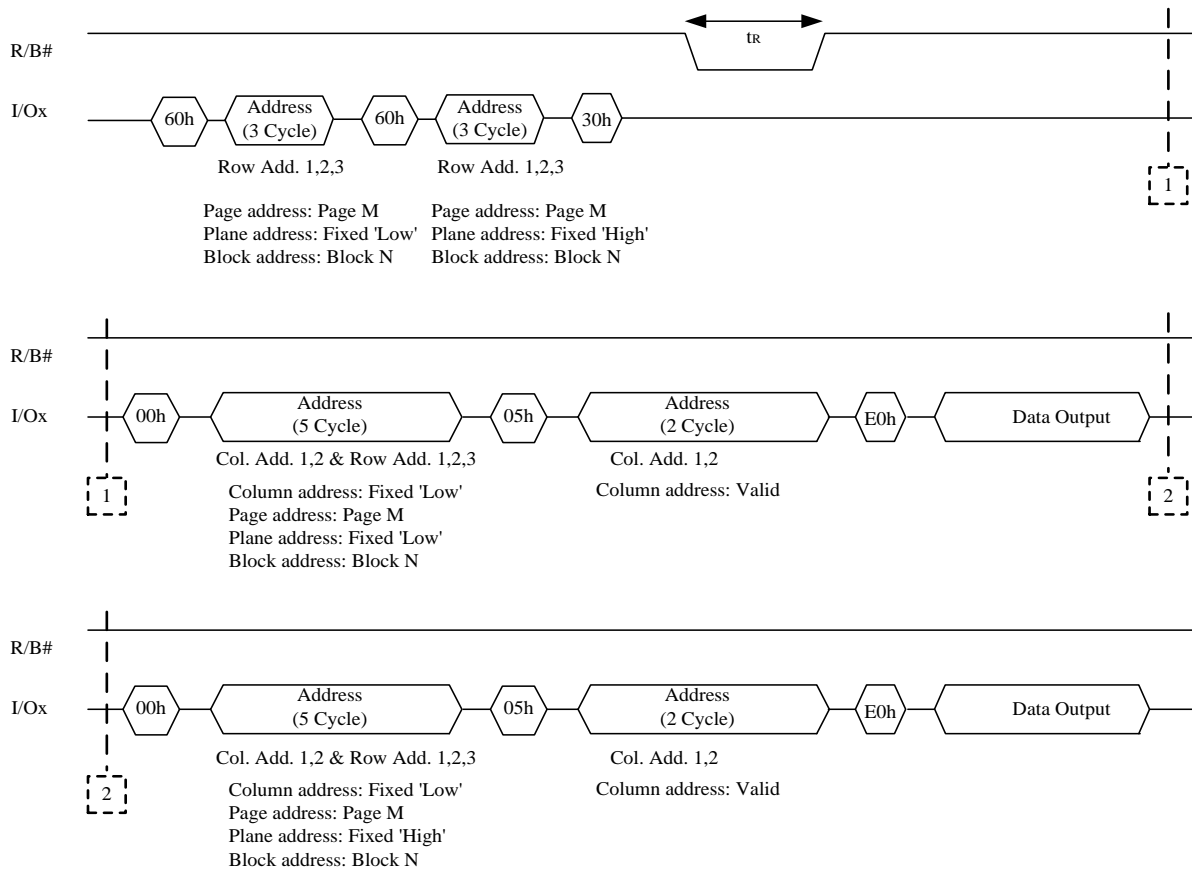 R/B#
tR
I/Ox
60h
Address
(3 Cycle)
60h
Address
(3 Cycle)
30h
Row Add. 1,2,3
Row Add. 1,2,3
Page address: Page M
Plane address: Fixed 'Low'
Block address: Block N
Page address: Page M
Plane address: Fixed 'High'
Block address: Block N
1
R/B#
I/Ox
00h
Address
(5 Cycle)
05h
Address
(2 Cycle)
E0h
Data Output
Col. Add. 1,2 & Row Add. 1,2,3
Col. Add. 1,2
Column address: Fixed 'Low'
Page address: Page M
Plane address: Fixed 'Low'
Block address: Block N
Column address: Valid
1
2
R/B#
I/Ox
00h
Address
(5 Cycle)
05h
Address
(2 Cycle)
E0h
Data Output
Col. Add. 1,2 & Row Add. 1,2,3
Col. Add. 1,2
Column address: Fixed 'Low'
Page address: Page M
Plane address: Fixed 'High'
Block address: Block N
Column address: Valid
2